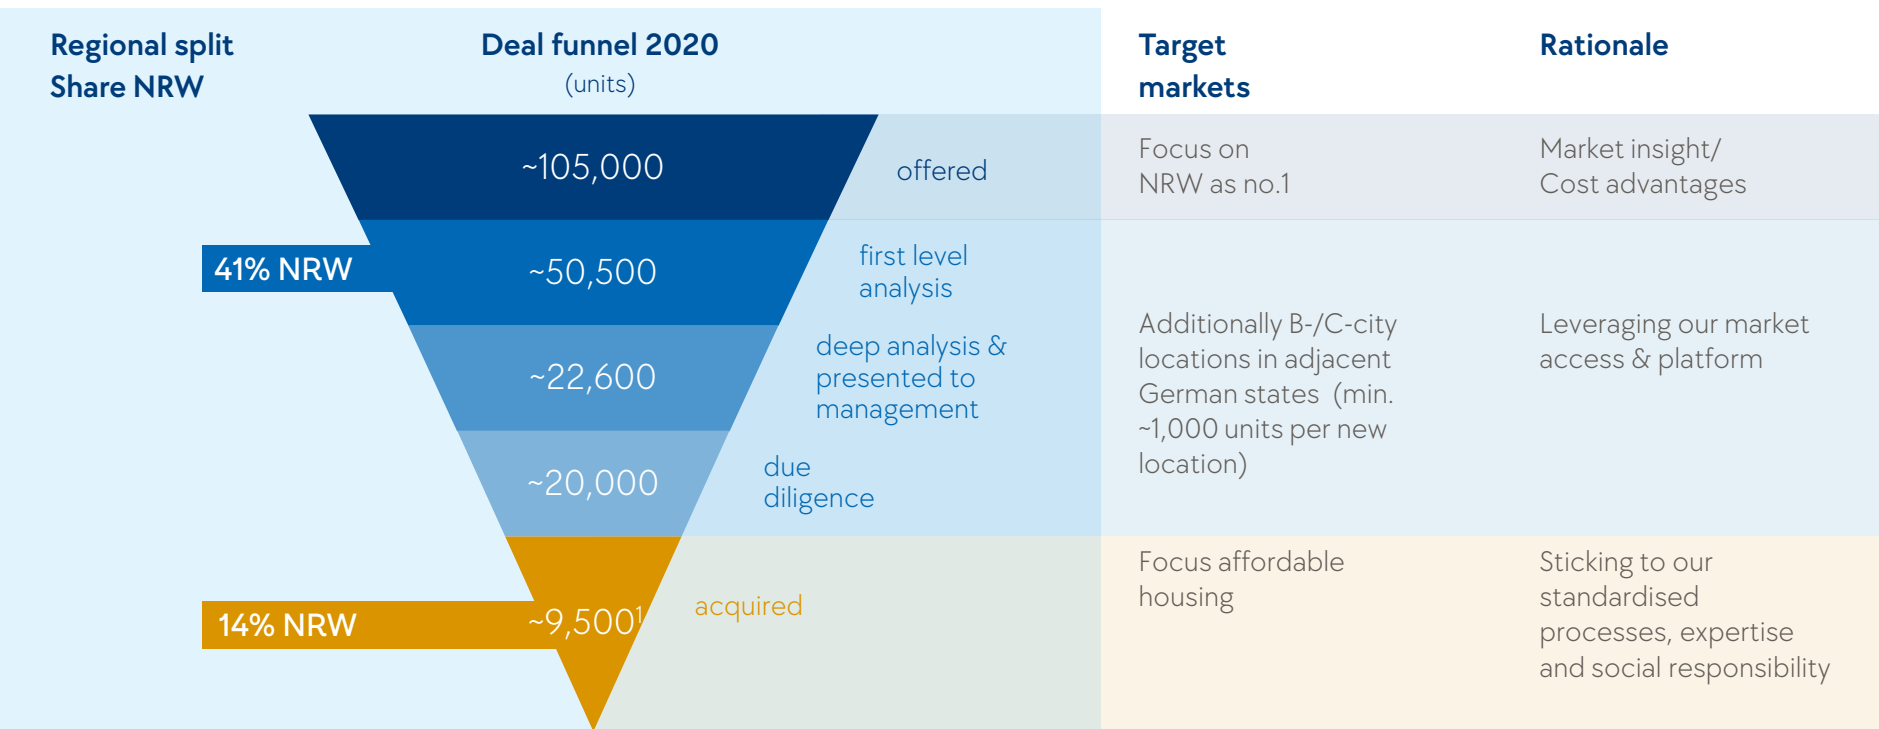 Regional split
Share NRW
Deal funnel 2020
(units)
Target
markets
Rationale
~105,000
offered
Focus on
NRW as no.1
Market insight/
Cost advantages
41% NRW
~50,500
first level
analysis
~22,600
deep analysis &
presented to
management
~20,000
due
diligence
Additionally B-/C-city
locations in adjacent
German states (min.
~1,000 units per new
location)
Leveraging our market
access & platform
14% NRW
~9,500¹
acquired
Focus affordable
housing
Sticking to our
standardised
processes, expertise
and social responsibility